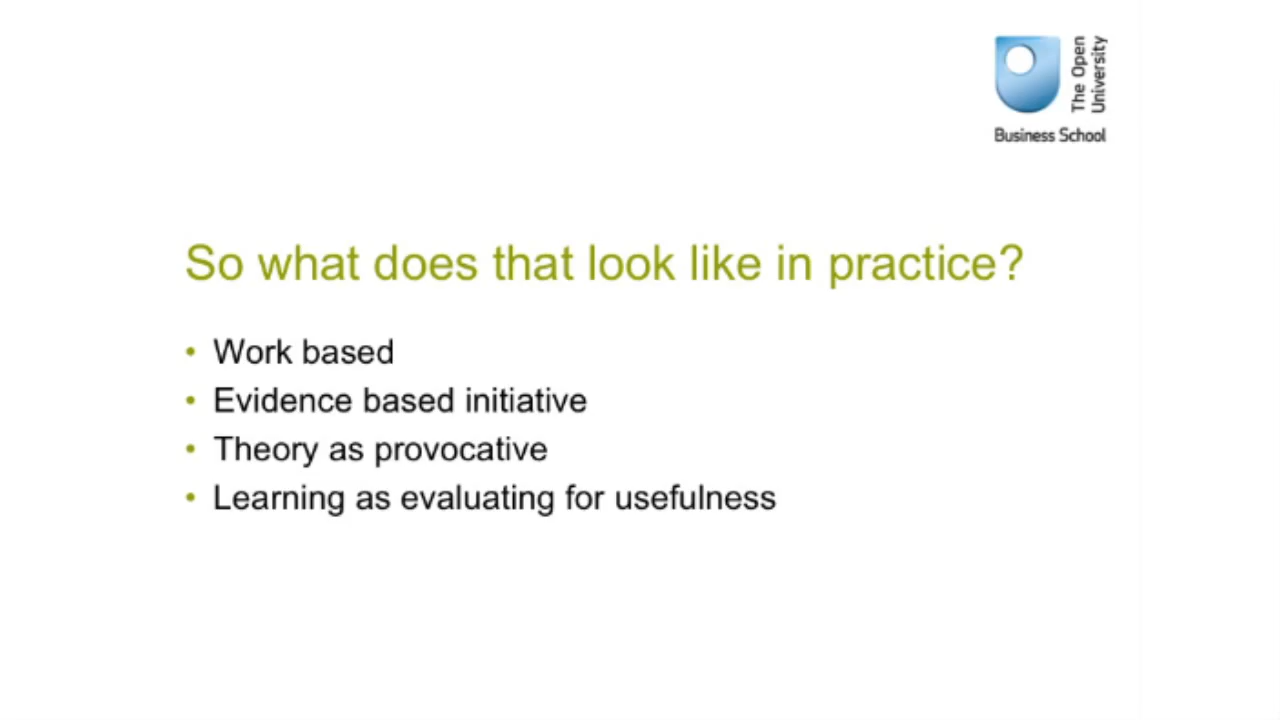 The Open
University
Business School
So what does that look like in practice?
• Work based
• Evidence based initiative
• Theory as provocative
• Learning as evaluating for usefulness